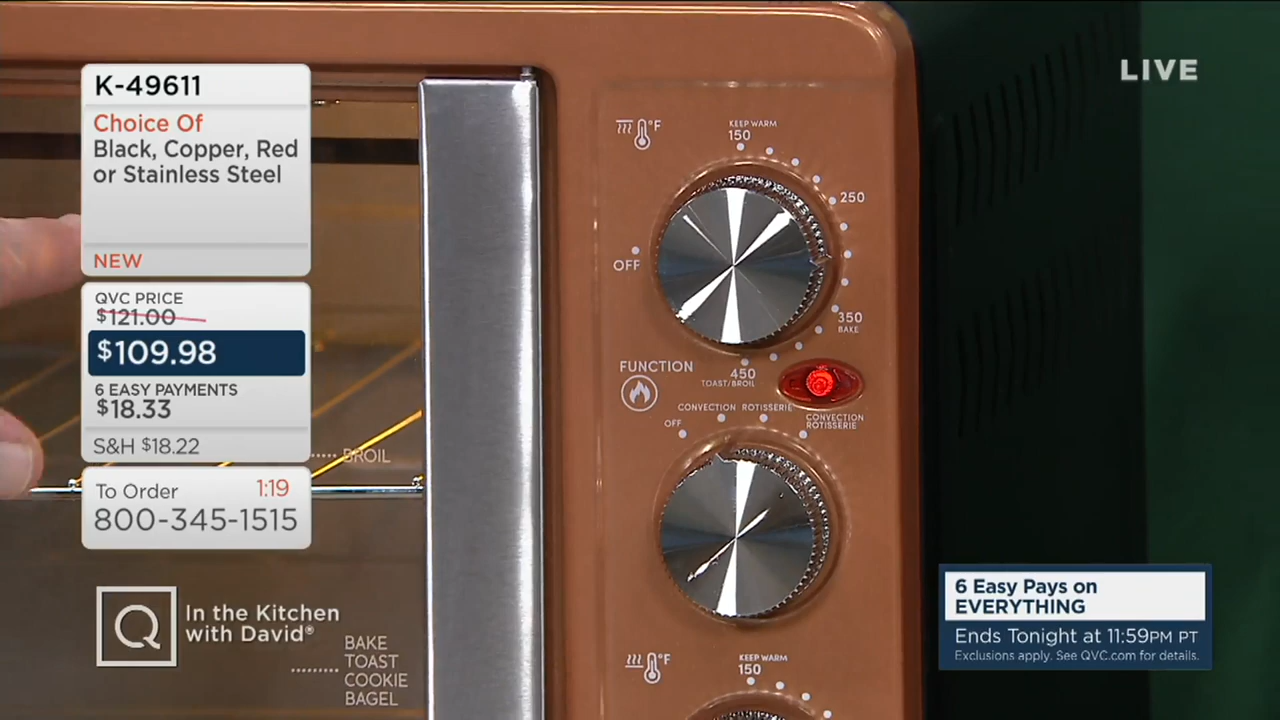 K-49611
Choice Of
Black, Copper, Red
or Stainless Steel
NEW
QVC PRICE
$121.00
$109.98
6 EASY PAYMENTS
$18.33
S&H $18.22
To Order 1:19
800-345-1515
Q
In the Kitchen
with David®
BROIL
BAKE
TOAST
COOKIE
BAGEL
LIVE
°F
KEEP WARM
150
250
OFF
350
BAKE
450
TOAST/BROIL
FUNCTION
CONVECTION ROTISSERIE
OFF
CONVECTION
ROTISSERIE
°F
KEEP WARM
150
6 Easy Pays on
EVERYTHING
Ends Tonight at 11:59PM PT
Exclusions apply. See QVC.com for details.